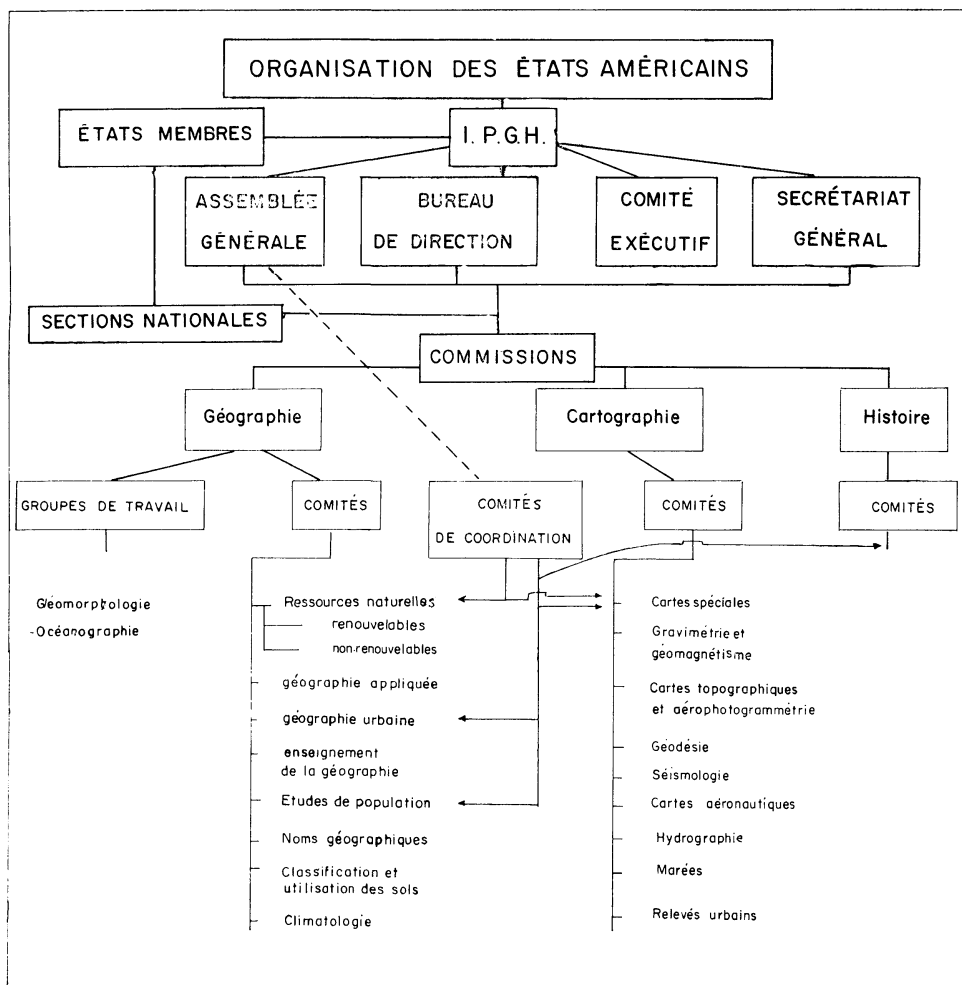 ORGANISATION DES ÉTATS AMÉRICAINS
ÉTATS MEMBRES
I. P.G.H.
ASSEMBLÉE
GÉNÉRALE
BUREAU
DE DIRECTION
COMITÉ
EXÉCUTIF
SECRÉTARIAT
GÉNÉRAL
SECTIONS NATIONALES
COMMISSIONS
Géographie
Cartographie
Histoire
GROUPES DE TRAVAIL
COMITÉS
COMITÉS
DE COORDINATION
COMITÉS
COMITÉS
Géomorphologie
-Océanographie
Ressources naturelles
renouvelables
non-renouvelables
géographie appliquée
géographie urbaine
enseignement
de la géographie
Etudes de population
Noms géographiques
Classification et
utilisation des sols
Climatologie
Cartes spéciales
Gravimétrie et
géomagnétisme
Cartes topographiques
et aérophotogrammétrie
Géodésie
Séismologie
Cartes aéronautiques
Hydrographie
Marées
Relevés urbains